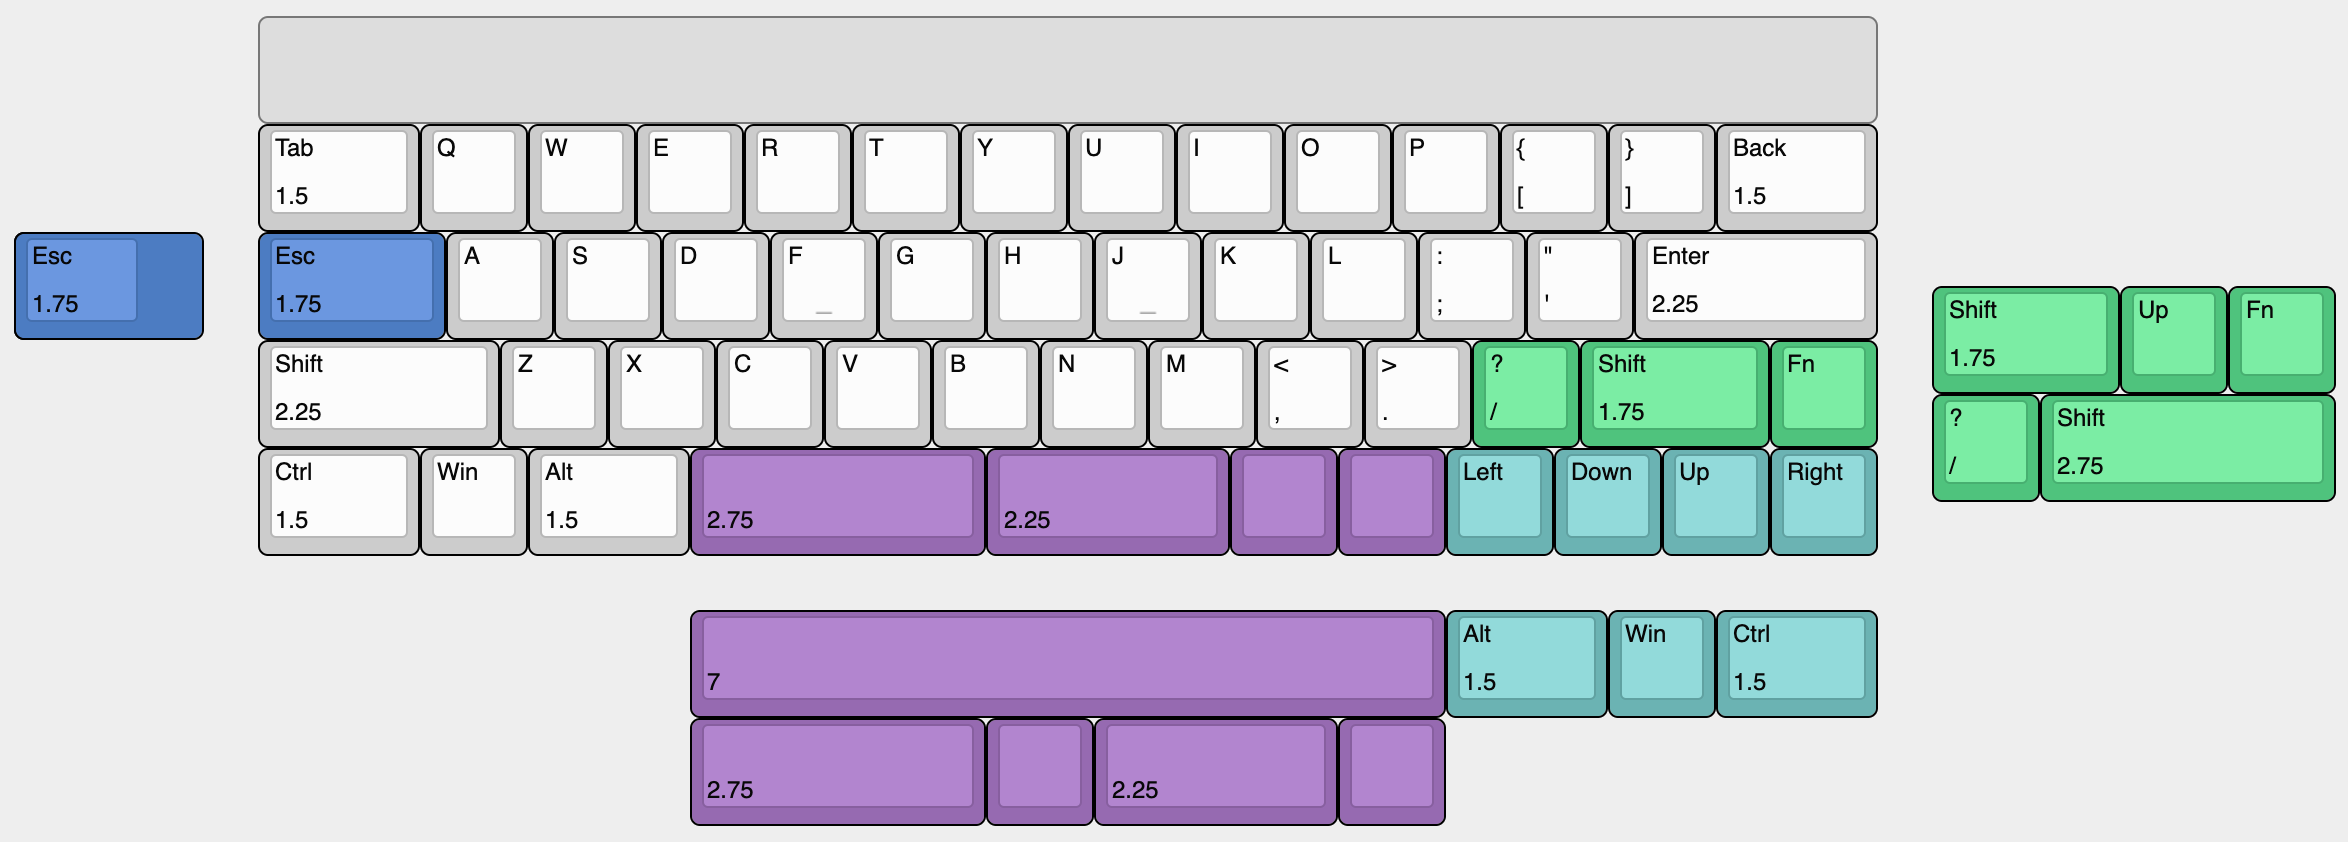 Tab Q W E R T Y U I O P { } Back
1.5 [ ] 1.5
Esc Esc A S D F G H J K L : " Enter
1.75 1.75 _ _ ; ' 2.25
Shift Up Fn
1.75
Shift Z X C V B N M < > ? Shift Fn
2.25 , . / 1.75
? Shift
/ 2.75
Ctrl Win Alt Left Down Up Right
1.5 1.5 2.75 2.25
Alt Win Ctrl
7 1.5 1.5
2.75 2.25